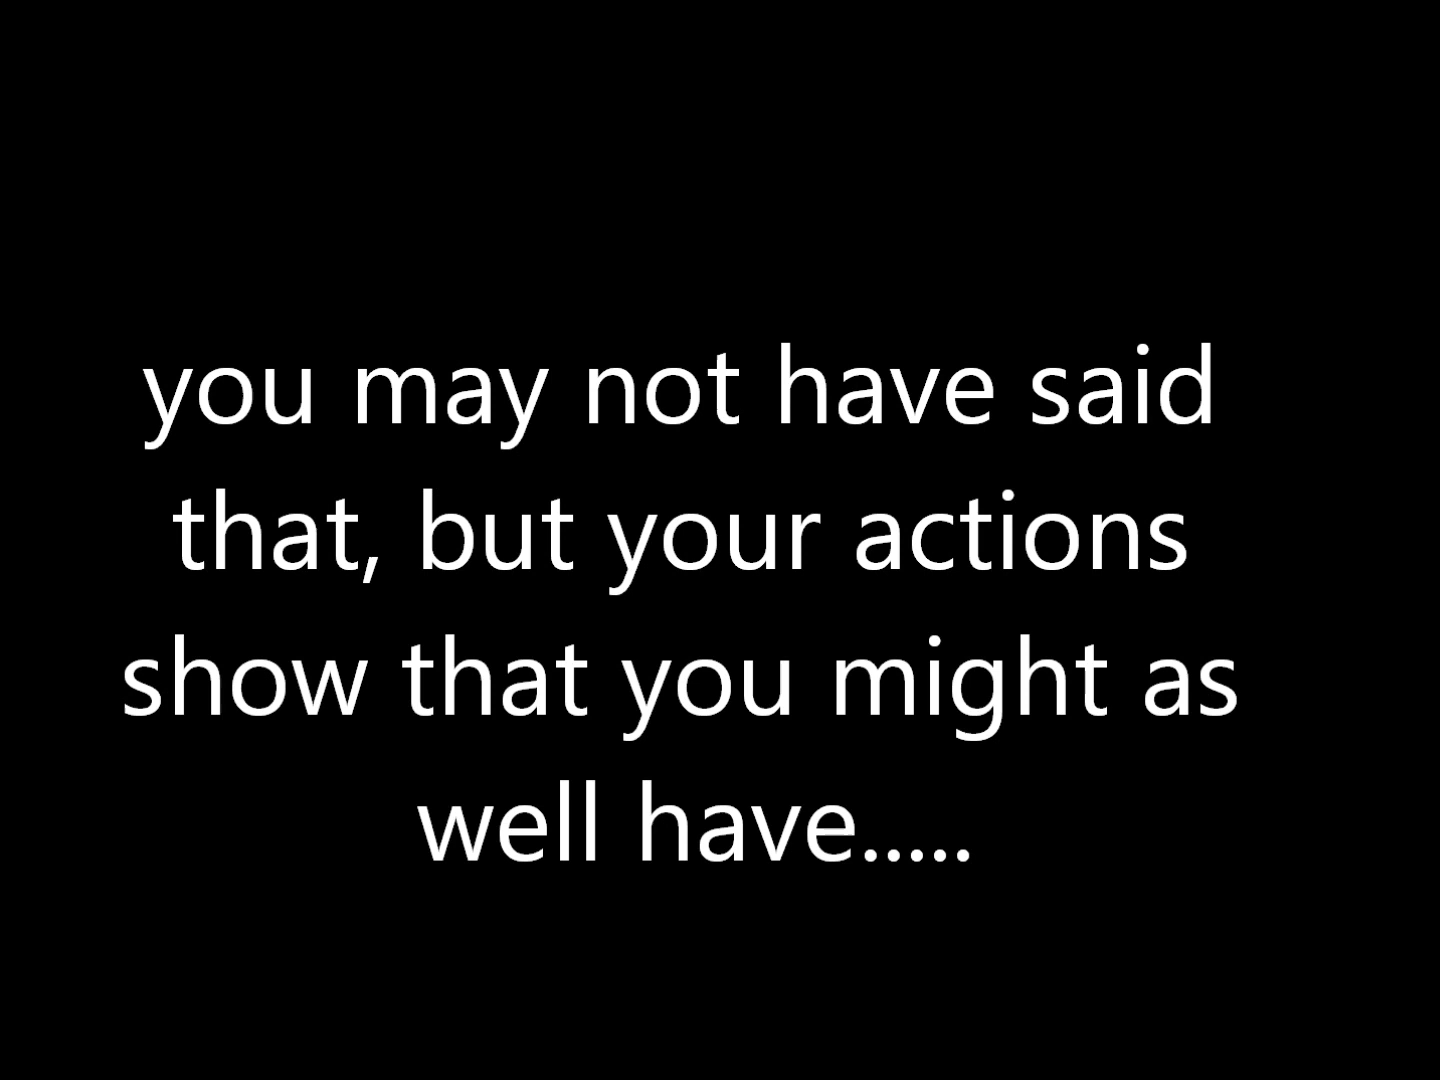 you may not have said
that, but your actions
show that you might as
well have.....